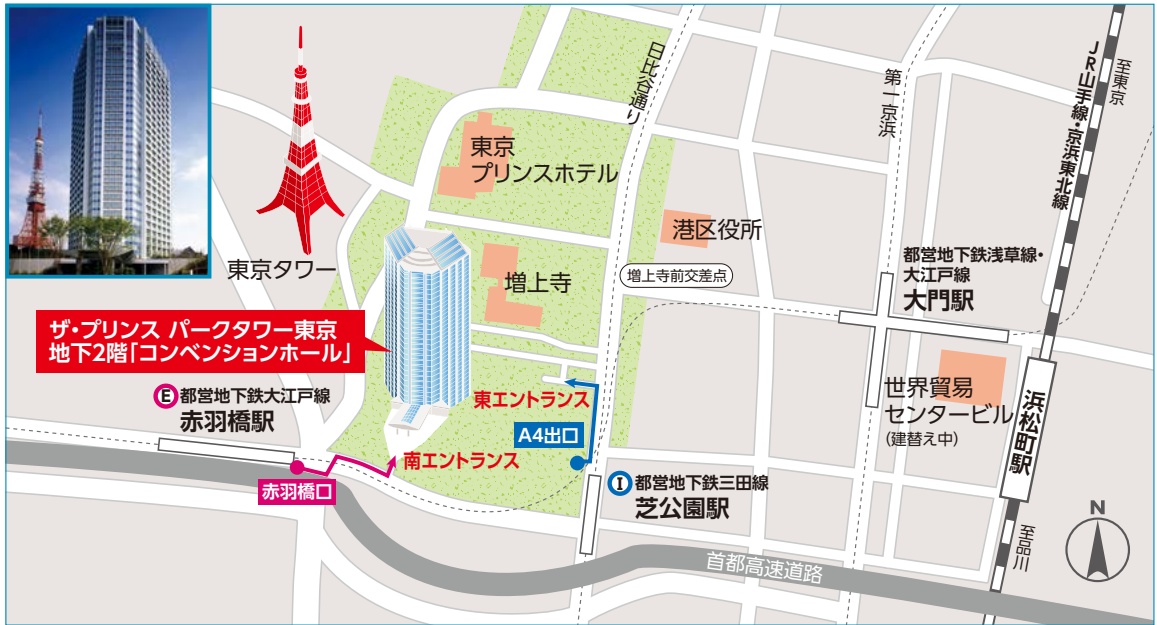 日比谷通り
第一京浜
至東京
JR山手線・京浜東北線
東京
プリンスホテル
港区役所
東京タワー
増上寺
増上寺前交差点
都営地下鉄浅草線・
大江戸線
大門駅
ザ・プリンス パークタワー東京
地下2階「コンベンションホール」
世界貿易
センタービル
(建替え中)
浜松町駅
E 都営地下鉄大江戸線
赤羽橋駅
東エントランス
A4出口
南エントランス
赤羽橋口
I 都営地下鉄三田線
芝公園駅
首都高速道路
至品川
N